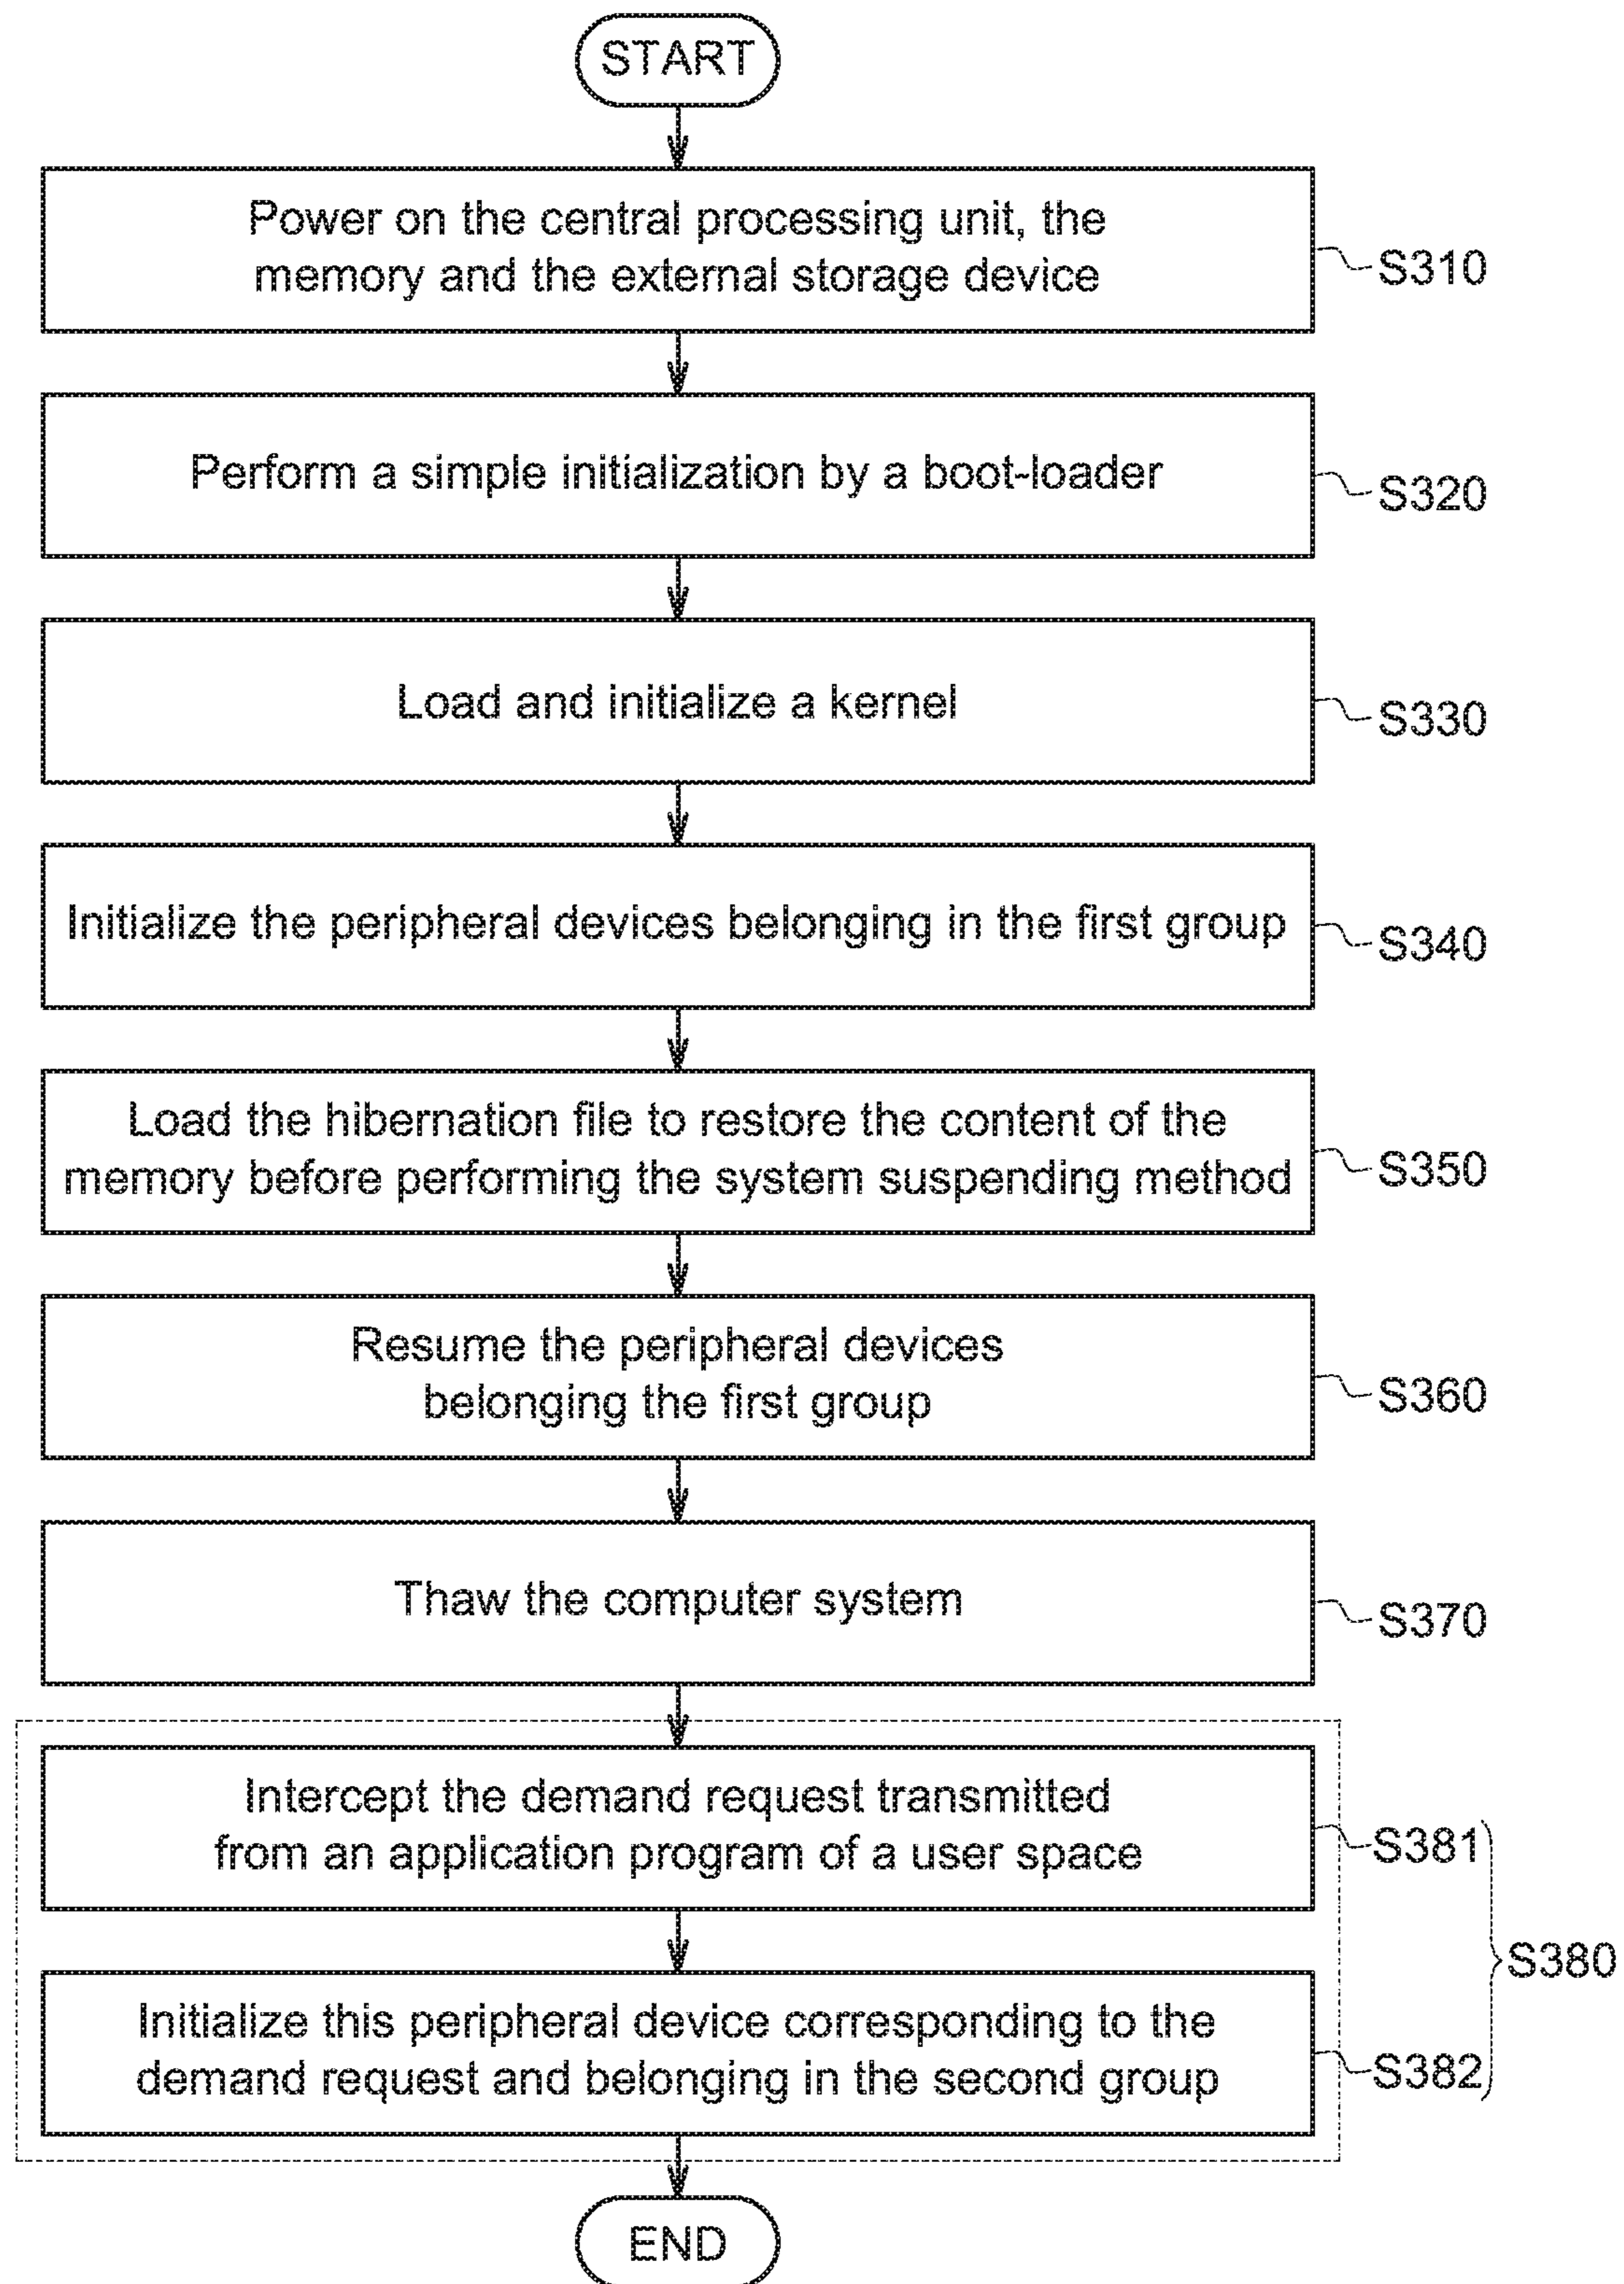 START
Power on the central processing unit, the
memory and the external storage device
S310
Perform a simple initialization by a boot-loader
S320
Load and initialize a kernel
S330
Initialize the peripheral devices belonging in the first group
S340
Load the hibernation file to restore the content of the
memory before performing the system suspending method
S350
Resume the peripheral devices
belonging the first group
S360
Thaw the computer system
S370
Intercept the demand request transmitted
from an application program of a user space
S381
S380
Initialize this peripheral device corresponding to the
demand request and belonging in the second group
S382
END